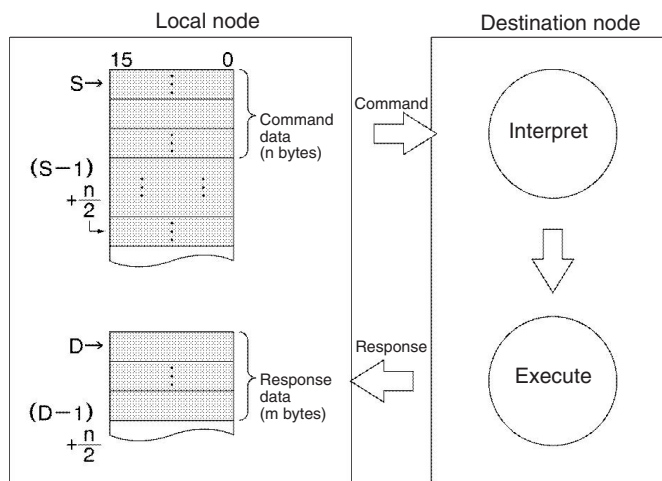 Local node
Destination node
15 0
S→
Command
data
(n bytes)
(S−1)
+n/2
Command
Interpret
D→
Response
data
(m bytes)
(D−1)
+n/2
Response
Execute